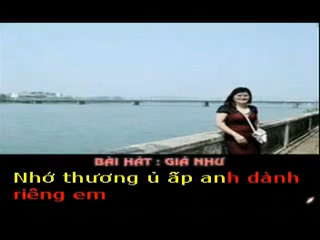 BÀI HÁT : GIÁ NHƯ
Nhớ thương ủ ấp anh dành
riêng em